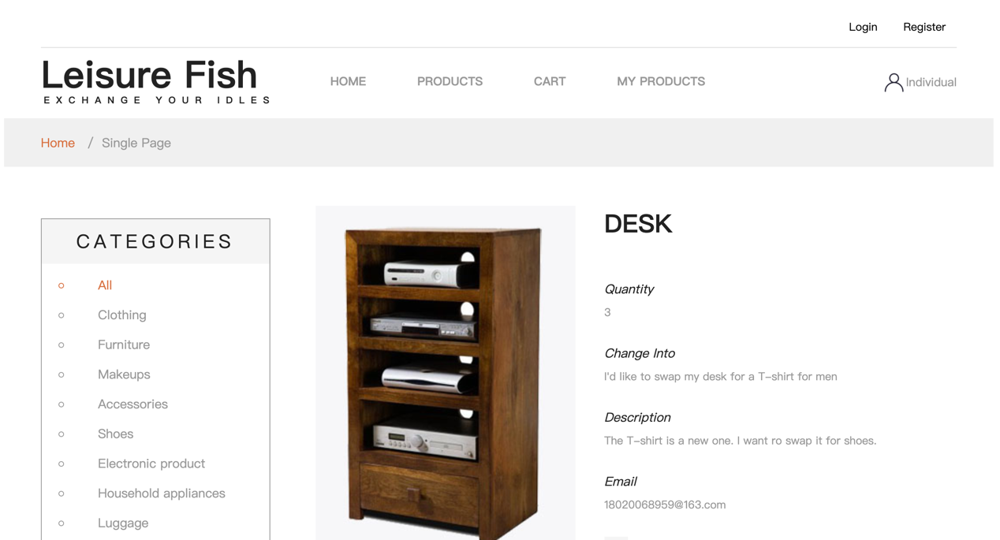 Login Register
Leisure Fish
EXCHANGE YOUR IDLES
HOME PRODUCTS CART MY PRODUCTS
Individual
Home / Single Page
CATEGORIES
All
Clothing
Furniture
Makeups
Accessories
Shoes
Electronic product
Household appliances
Luggage
DESK
Quantity
3
Change Into
I'd like to swap my desk for a T-shirt for men
Description
The T-shirt is a new one. I want ro swap it for shoes.
Email
18020068959@163.com